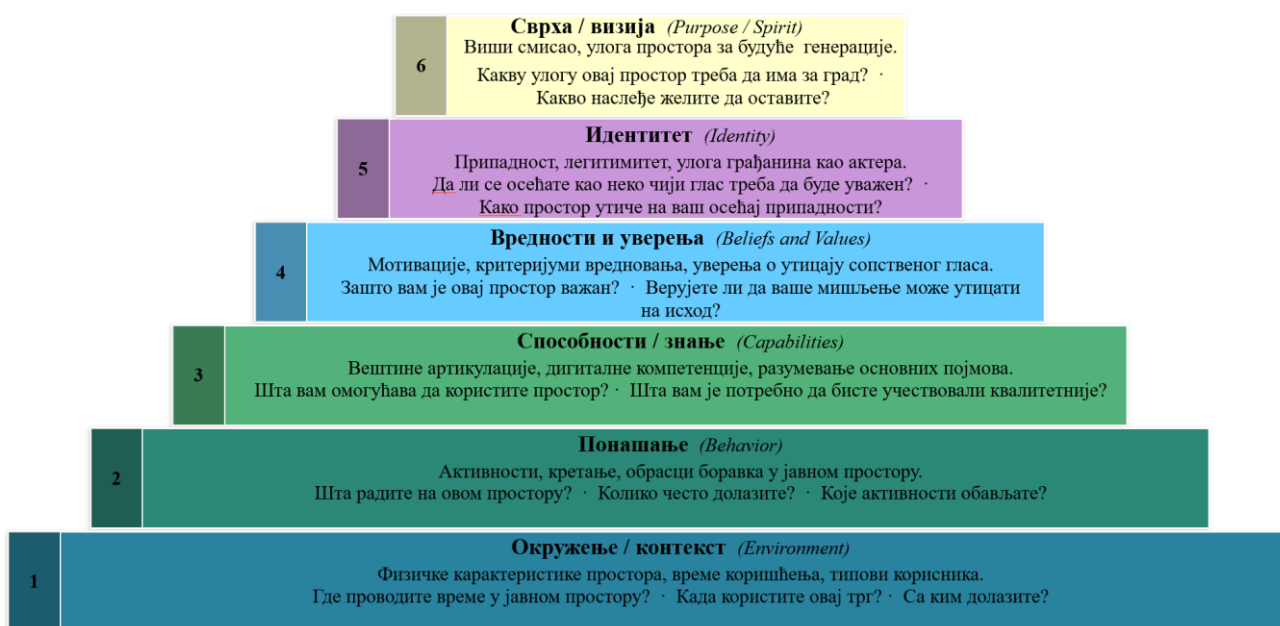 Сврха / визија (Purpose / Spirit)
Виши смисао, улога простора за будуће генерације.
6
Какву улогу овај простор треба да има за град? ·
Какво наслеђе желите да оставите?
Идентитет (Identity)
Припадност, легитимитет, улога грађанина као актера.
5
Да ли се осећате као неко чији глас треба да буде уважен? ·
Како простор утиче на ваш осећај припадности?
Вредности и уверења (Beliefs and Values)
Мотивације, критеријуми вредновања, уверења о утицају сопственог гласа.
4
Зашто вам је овај простор важан? · Верујете ли да ваше мишљење може утицати
на исход?
Способности / знање (Capabilities)
Вештине артикулације, дигиталне компетенције, разумевање основних појмова.
3
Шта вам омогућава да користите простор? · Шта вам је потребно да бисте учествовали квалитетније?
Понашање (Behavior)
Активности, кретање, обрасци боравка у јавном простору.
2
Шта радите на овом простору? · Колико често долазите? · Које активности обављате?
Окружење / контекст (Environment)
Физичке карактеристике простора, време коришћења, типови корисника.
1
Где проводите време у јавном простору? · Када користите овај трг? · Са ким долазите?